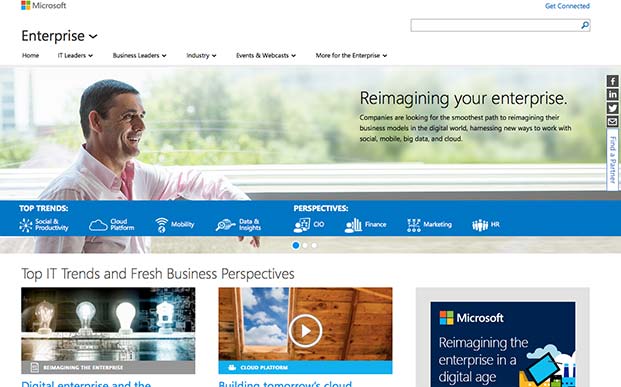 Microsoft
Get Connected
Enterprise
Home IT Leaders Business Leaders Industry Events & Webcasts More for the Enterprise
Reimagining your enterprise.
Companies are looking for the smoothest path to reimagining their
business models in the digital world, harnessing new ways to work with
social, mobile, big data, and cloud.
Find a Partner
TOP TRENDS:
Social &
Productivity
Cloud
Platform
Mobility
Data &
Insights
PERSPECTIVES:
CIO
Finance
Marketing
HR
Top IT Trends and Fresh Business Perspectives
REIMAGINING THE ENTERPRISE
Digital enterprise and the
CLOUD PLATFORM
Building tomorrow's cloud
Microsoft
Reimagining the
enterprise in a
digital age